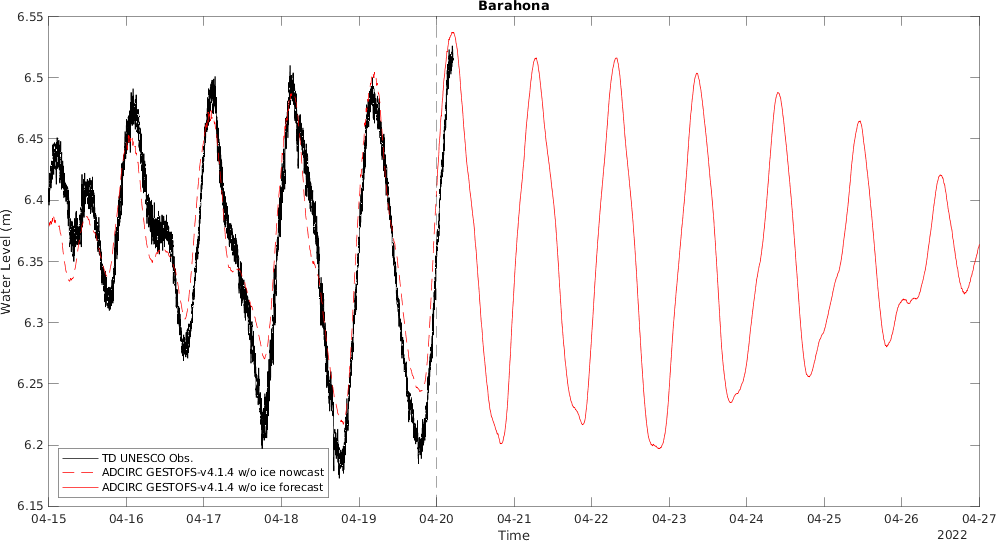 Barahona
6.55
6.5
6.45
6.4
6.35
6.3
6.25
6.2
6.15
Water Level (m)
TD UNESCO Obs.
ADCIRC GESTOFS-v4.1.4 w/o ice nowcast
ADCIRC GESTOFS-v4.1.4 w/o ice forecast
04-15 04-16 04-17 04-18 04-19 04-20 04-21 04-22 04-23 04-24 04-25 04-26 04-27
Time
2022